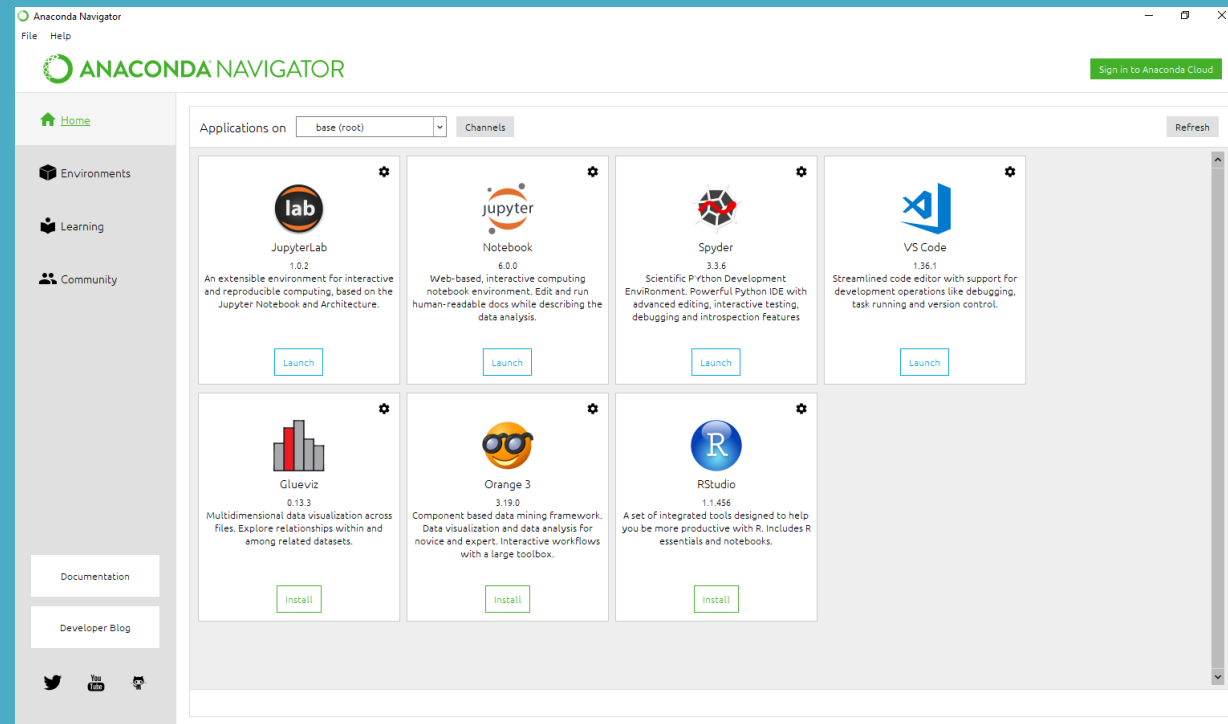 Anaconda Navigator
File Help
ANACONDA NAVIGATOR
Sign in to Anaconda Cloud
Home
Environments
Learning
Community
Documentation
Developer Blog
You
Tube
Applications on base (root) Channels Refresh
lab
JupyterLab
1.0.2
An extensible environment for interactive
and reproducible computing, based on the
Jupyter Notebook and Architecture.
Launch
jupyter
Notebook
6.0.0
Web-based, interactive computing
notebook environment. Edit and run
human-readable docs while describing the
data analysis.
Launch
Spyder
3.3.6
Scientific PYthon Development
EnviRonment. Powerful Python IDE with
advanced editing, interactive testing,
debugging and introspection features
Launch
VS Code
1.36.1
Streamlined code editor with support for
development operations like debugging,
task running and version control.
Launch
Glueviz
0.13.3
Multidimensional data visualization across
files. Explore relationships within and
among related datasets.
Install
Orange 3
3.19.0
Component based data mining framework.
Data visualization and data analysis for
novice and expert. Interactive workflows
with a large toolbox.
Install
R
RStudio
1.1.456
A set of integrated tools designed to help
you be more productive with R. Includes R
essentials and notebooks.
Install